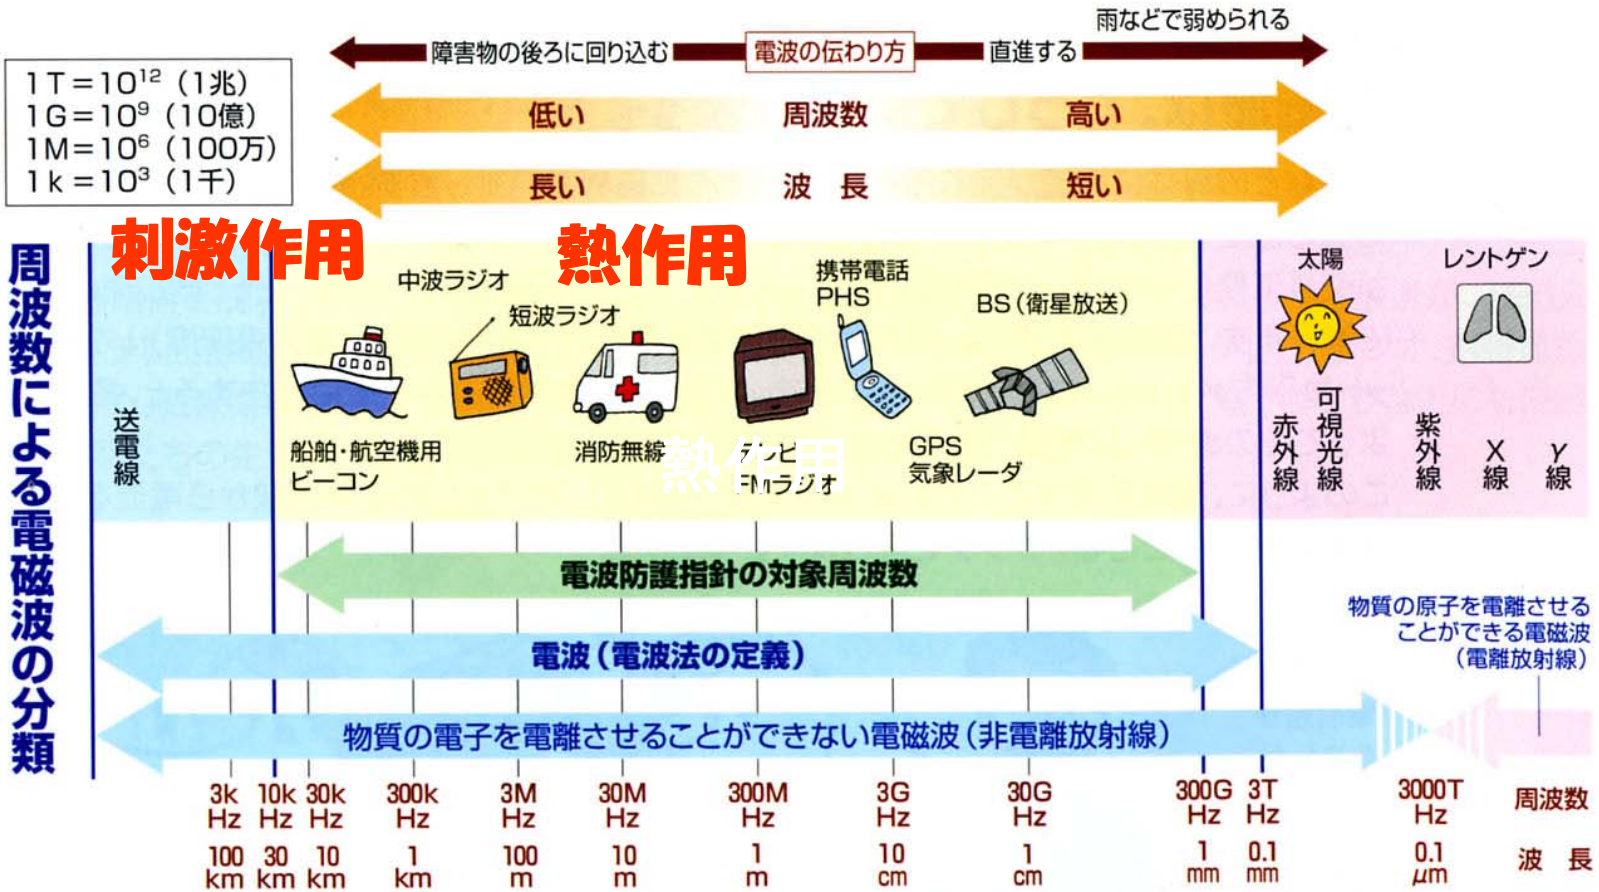 雨などで弱められる
障害物の後ろに回り込む 電波の伝わり方 直進する
1T=10¹²（1兆）
1G=10⁹（10億）
1M=10⁶（100万）
1k=10³（1千）
低い 周波数 高い
長い 波長 短い
周波数による電磁波の分類
刺激作用 熱作用
送電線
中波ラジオ
短波ラジオ
携帯電話
PHS
BS（衛星放送）
太陽
レントゲン
船舶・航空機用
ビーコン
消防無線
熱作用
テレビ
FMラジオ
GPS
気象レーダ
赤外線
可視光線
紫外線
X線
γ線
電波防護指針の対象周波数
電波（電波法の定義）
物質の電子を電離させることができない電磁波（非電離放射線）
物質の原子を電離させる
ことができる電磁波
（電離放射線）
3k 10k 30k 300k 3M 30M 300M 3G 30G 300G 3T 3000T 周波数
Hz Hz Hz Hz Hz Hz Hz Hz Hz Hz Hz Hz
100 30 10 1 100 10 1 10 1 1 0.1 0.1 波長
km km km km m m m cm cm mm mm μm